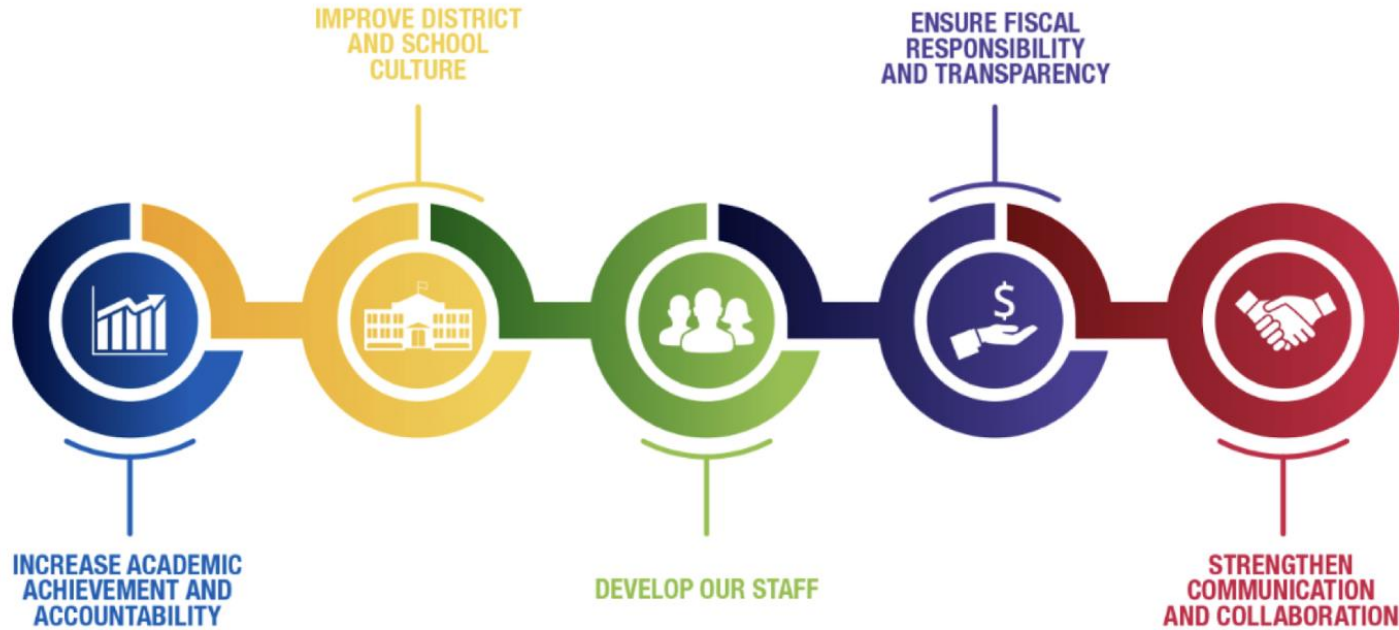 IMPROVE DISTRICT
AND SCHOOL
CULTURE
ENSURE FISCAL
RESPONSIBILITY
AND TRANSPARENCY
$
INCREASE ACADEMIC
ACHIEVEMENT AND
ACCOUNTABILITY
DEVELOP OUR STAFF
STRENGTHEN
COMMUNICATION
AND COLLABORATION